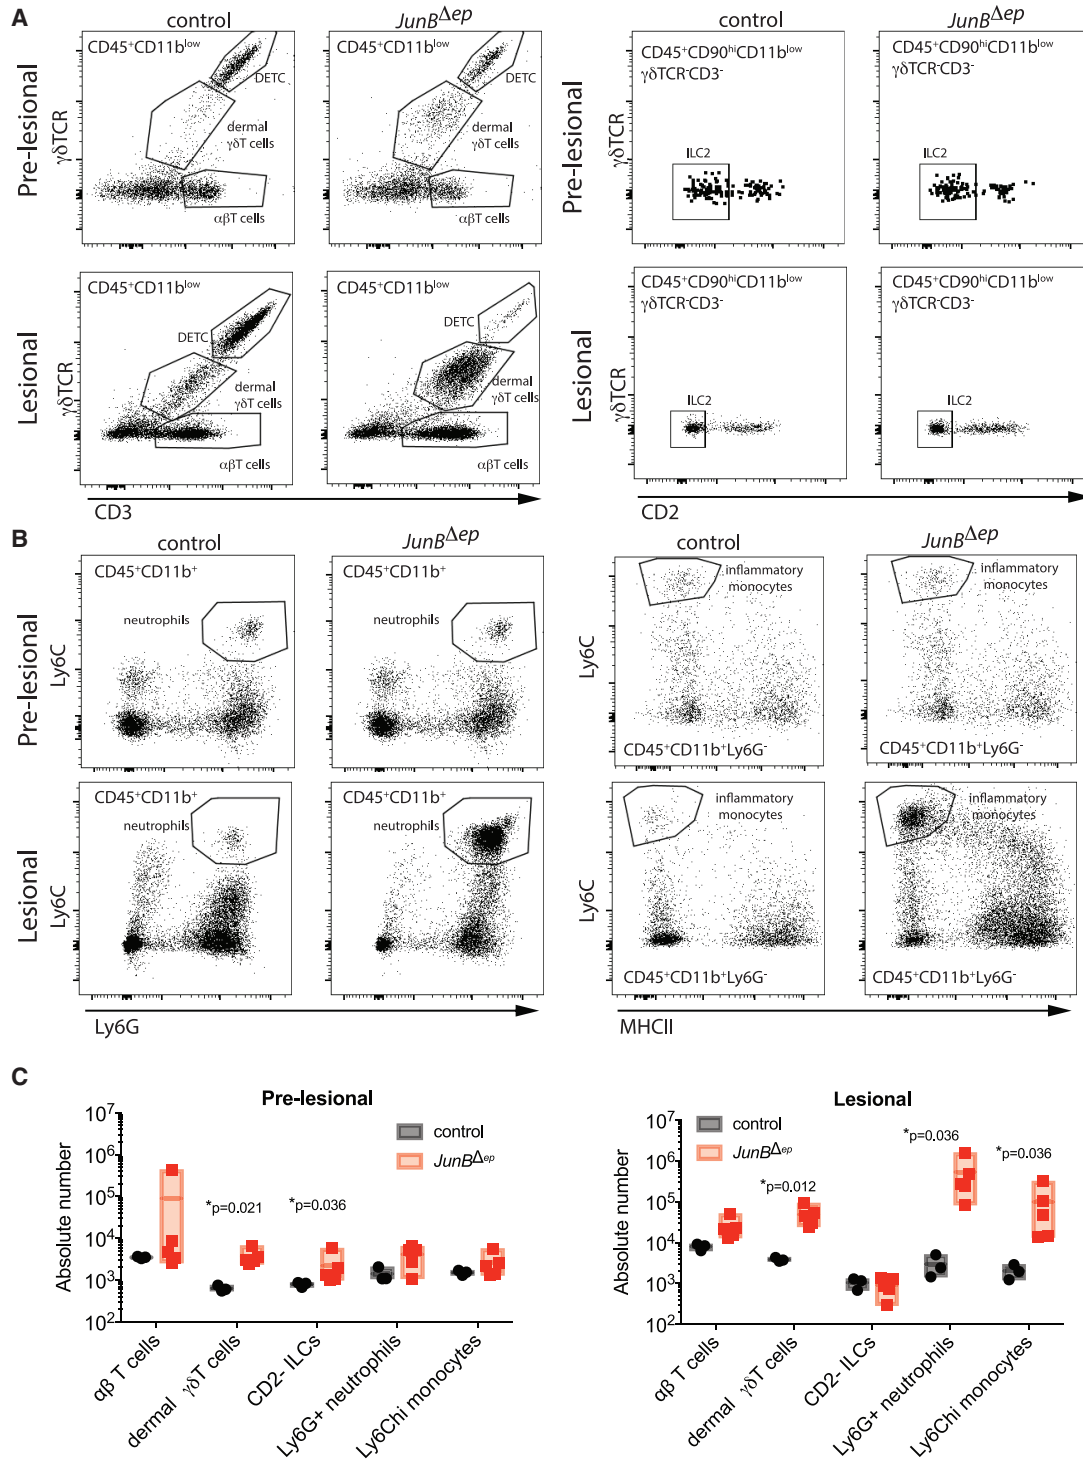 A
control
JunBΔep
control
JunBΔep
Pre-lesional
γδTCR
CD45+CD11blow
DETC
dermal
γδT cells
αβT cells
CD45+CD11blow
DETC
dermal
γδT cells
αβT cells
Pre-lesional
γδTCR
CD45+CD90hiCD11blow
γδTCR-CD3-
ILC2
CD45+CD90hiCD11blow
γδTCR-CD3-
ILC2
Lesional
γδTCR
CD45+CD11blow
DETC
dermal
γδT cells
αβT cells
CD45+CD11blow
DETC
dermal
γδT cells
αβT cells
Lesional
γδTCR
CD45+CD90hiCD11blow
γδTCR-CD3-
ILC2
CD45+CD90hiCD11blow
γδTCR-CD3-
ILC2
CD3
CD2
B
control
JunBΔep
control
JunBΔep
Pre-lesional
Ly6C
CD45+CD11b+
neutrophils
CD45+CD11b+
neutrophils
Ly6C
inflammatory
monocytes
CD45+CD11b+Ly6G-
inflammatory
monocytes
CD45+CD11b+Ly6G-
Lesional
Ly6C
CD45+CD11b+
neutrophils
CD45+CD11b+
neutrophils
Ly6C
inflammatory
monocytes
CD45+CD11b+Ly6G-
inflammatory
monocytes
CD45+CD11b+Ly6G-
Ly6G
MHCII
C
Pre-lesional
Absolute number
107
106
105
104
103
102
control
JunBΔep
*p=0.021
*p=0.036
αβ T cells
dermal γδT cells
CD2- ILCs
Ly6G+ neutrophils
Ly6Chi monocytes
Lesional
Absolute number
107
106
105
104
103
102
control
JunBΔep
*p=0.012
*p=0.036
*p=0.036
αβ T cells
dermal γδT cells
CD2- ILCs
Ly6G+ neutrophils
Ly6Chi monocytes